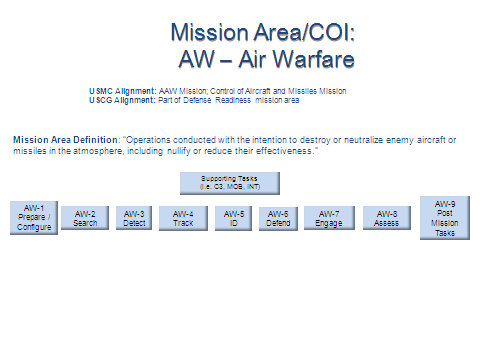 Mission Area/COI:
AW – Air Warfare
USMC Alignment: AAW Mission; Control of Aircraft and Missiles Mission
USCG Alignment: Part of Defense Readiness mission area
Mission Area Definition: “Operations conducted with the intention to destroy or neutralize enemy aircraft or
missiles in the atmosphere, including nullify or reduce their effectiveness.”
Supporting Tasks
(i.e. C3, MOB, INT)
AW-1
Prepare /
Configure
AW-2
Search
AW-3
Detect
AW-4
Track
AW-5
ID
AW-6
Defend
AW-7
Engage
AW-8
Assess
AW-9
Post
Mission
Tasks